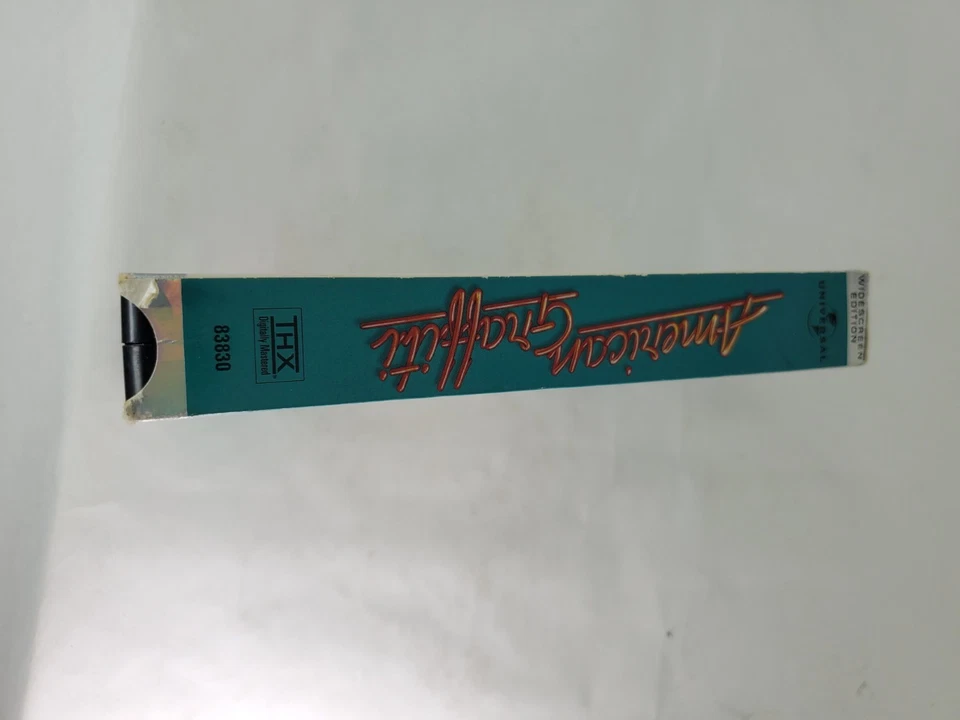 WIDESCREEN
EDITION
UNIVERSAL
American
Graffiti
THX
Digitally Mastered
83830